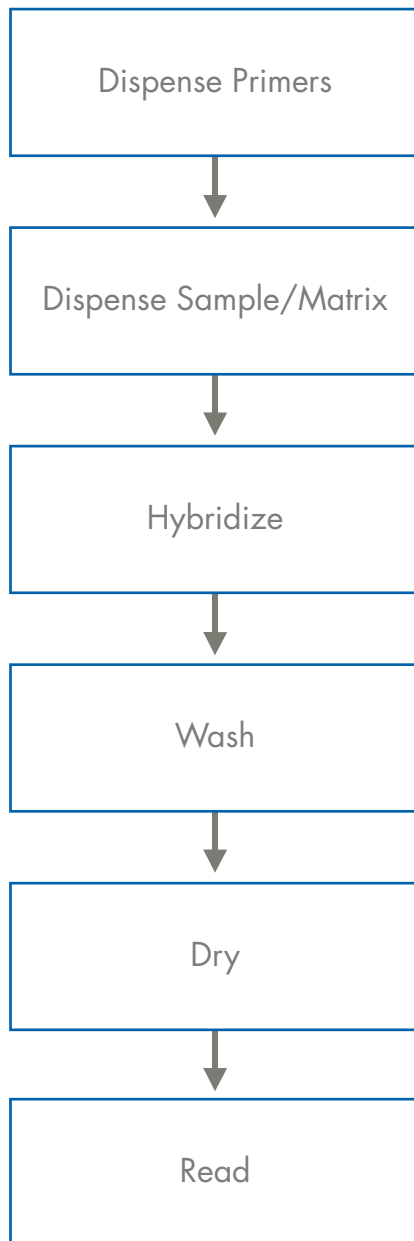 Dispense Primers
Dispense Sample/Matrix
Hybridize
Wash
Dry
Read